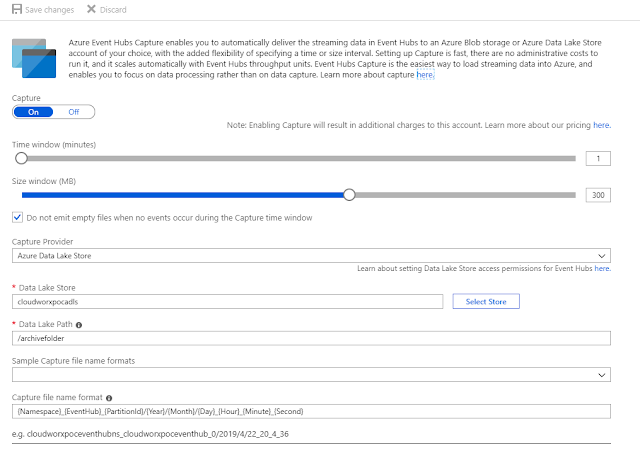 Save changes Discard
Azure Event Hubs Capture enables you to automatically deliver the streaming data in Event Hubs to an Azure Blob storage or Azure Data Lake Store
account of your choice, with the added flexibility of specifying a time or size interval. Setting up Capture is fast, there are no administrative costs to
run it, and it scales automatically with Event Hubs throughput units. Event Hubs Capture is the easiest way to load streaming data into Azure, and
enables you to focus on data processing rather than on data capture. Learn more about capture here.
Capture
On Off
Note: Enabling Capture will result in additional charges to this account. Learn more about our pricing here.
Time window (minutes)
1
Size window (MB)
300
Do not emit empty files when no events occur during the Capture time window
Capture Provider
Azure Data Lake Store
Learn about setting Data Lake Store access permissions for Event Hubs here.
* Data Lake Store
cloudworxpocadls
Select Store
* Data Lake Path
/archivefolder
Sample Capture file name formats
Capture file name format
{Namespace}_{EventHub}_{PartitionId}/{Year}/{Month}/{Day}_{Hour}_{Minute}_{Second}
e.g. cloudworxpoceventhubns_cloudworxpoceventhub_0/2019/4/22_20_4_36